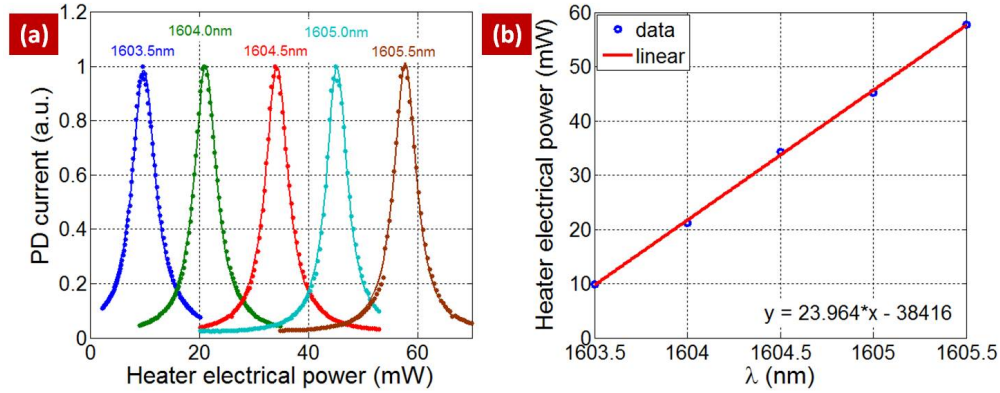 (a)
1.2
1
0.8
0.6
0.4
0.2
0
PD current (a.u.)
1603.5nm
1604.0nm
1604.5nm
1605.0nm
1605.5nm
0 20 40 60
Heater electrical power (mW)
(b)
60
50
40
30
20
10
0
Heater electrical power (mW)
data
linear
y = 23.964*x - 38416
1603.5 1604 1604.5 1605 1605.5
λ (nm)